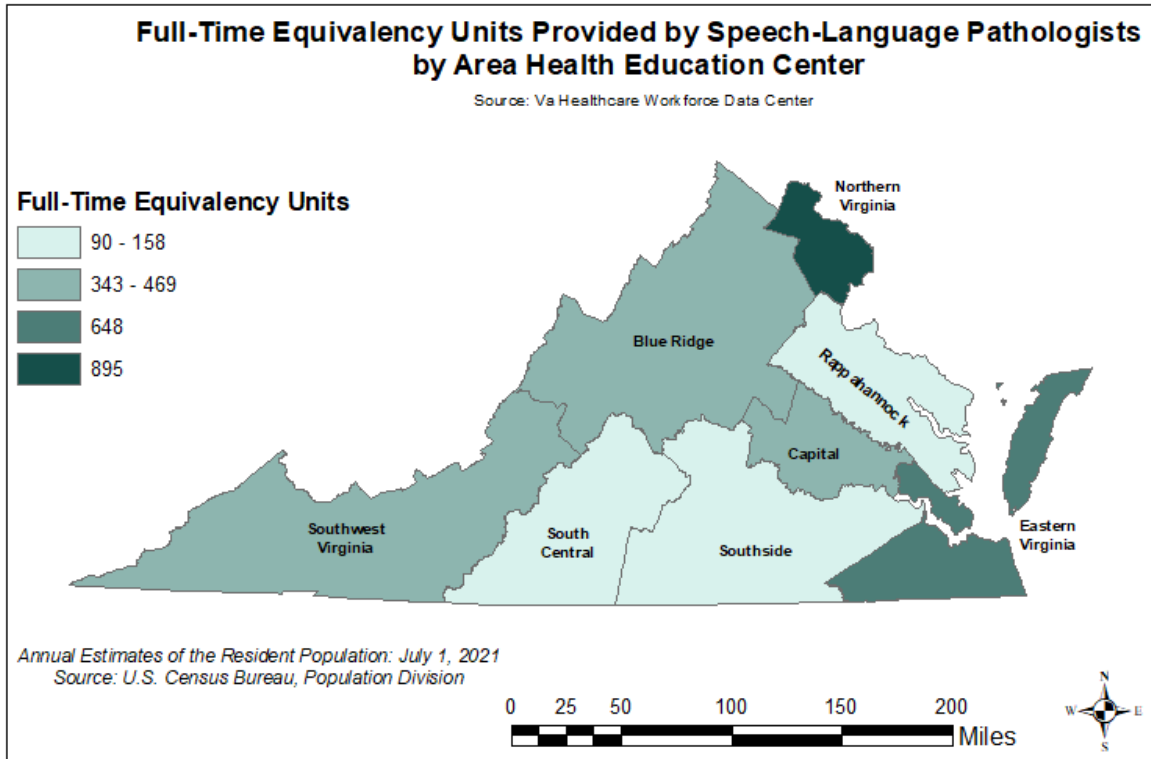 Full-Time Equivalency Units Provided by Speech-Language Pathologists
by Area Health Education Center
Source: Va Healthcare Workforce Data Center
Full-Time Equivalency Units
90 - 158
343 - 469
648
895
Northern
Virginia
Blue Ridge
Rappahannock
Capital
Southwest
Virginia
South
Central
Southside
Eastern
Virginia
Annual Estimates of the Resident Population: July 1, 2021
Source: U.S. Census Bureau, Population Division
0 25 50 100 150 200
Miles
N
W E
S